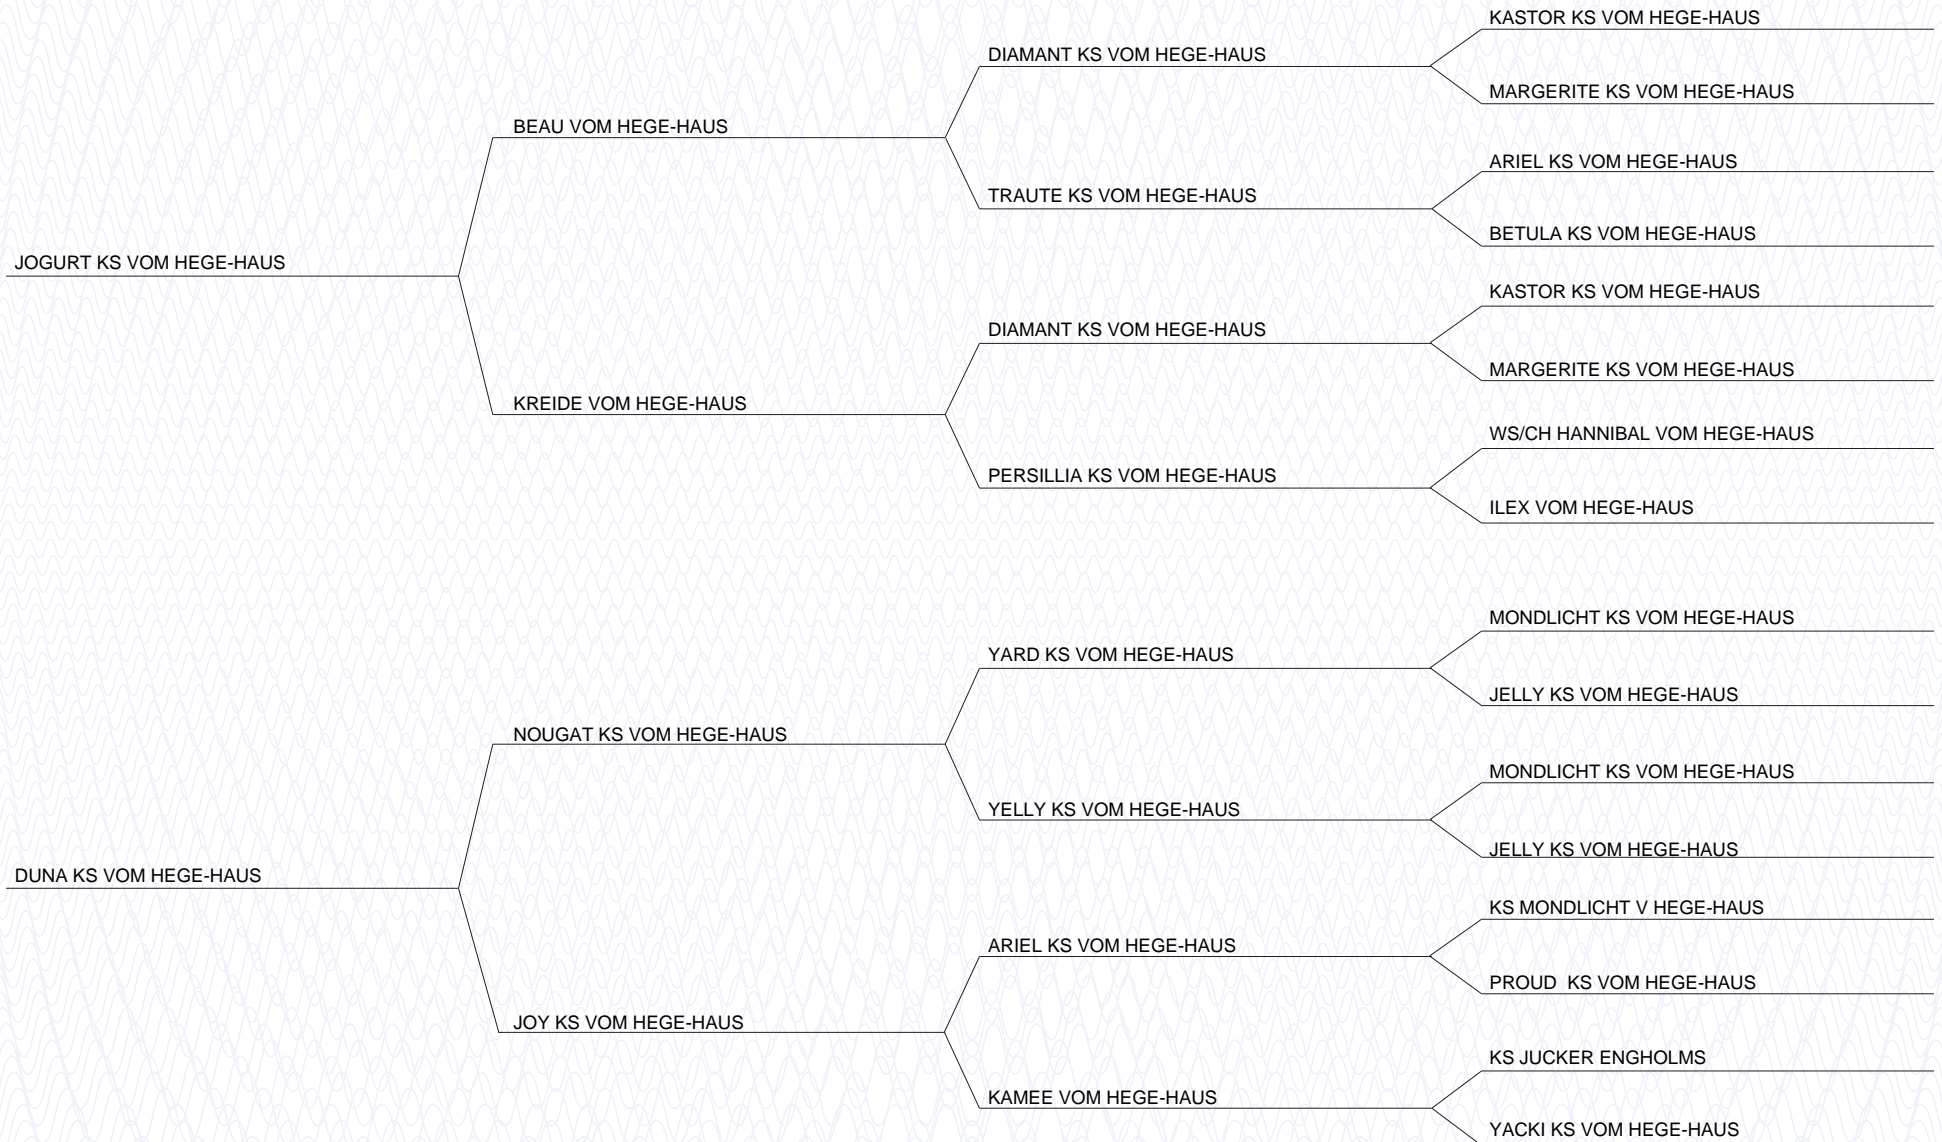 KASTOR KS VOM HEGE-HAUS
DIAMANT KS VOM HEGE-HAUS
MARGERITE KS VOM HEGE-HAUS
BEAU VOM HEGE-HAUS
ARIEL KS VOM HEGE-HAUS
TRAUTE KS VOM HEGE-HAUS
BETULA KS VOM HEGE-HAUS
JOGURT KS VOM HEGE-HAUS
KASTOR KS VOM HEGE-HAUS
DIAMANT KS VOM HEGE-HAUS
MARGERITE KS VOM HEGE-HAUS
KREIDE VOM HEGE-HAUS
WS/CH HANNIBAL VOM HEGE-HAUS
PERSILLIA KS VOM HEGE-HAUS
ILEX VOM HEGE-HAUS
MONDLICHT KS VOM HEGE-HAUS
YARD KS VOM HEGE-HAUS
JELLY KS VOM HEGE-HAUS
NOUGAT KS VOM HEGE-HAUS
MONDLICHT KS VOM HEGE-HAUS
YELLY KS VOM HEGE-HAUS
JELLY KS VOM HEGE-HAUS
DUNA KS VOM HEGE-HAUS
KS MONDLICHT V HEGE-HAUS
ARIEL KS VOM HEGE-HAUS
PROUD  KS VOM HEGE-HAUS
JOY KS VOM HEGE-HAUS
KS JUCKER ENGHOLMS
KAMEE VOM HEGE-HAUS
YACKI KS VOM HEGE-HAUS